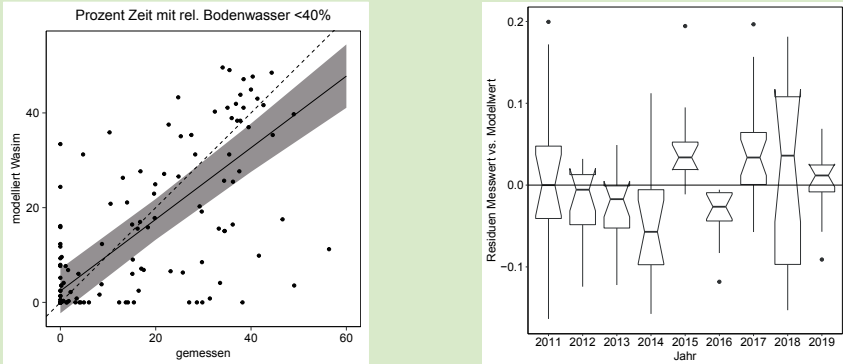 Prozent Zeit mit rel. Bodenwasser <40%
modelliert Wasim
40
20
0
0 20 40 60
gemessen
Residuen Messwert vs. Modellwert
0.2
0.1
0.0
−0.1
2011 2012 2013 2014 2015 2016 2017 2018 2019
Jahr